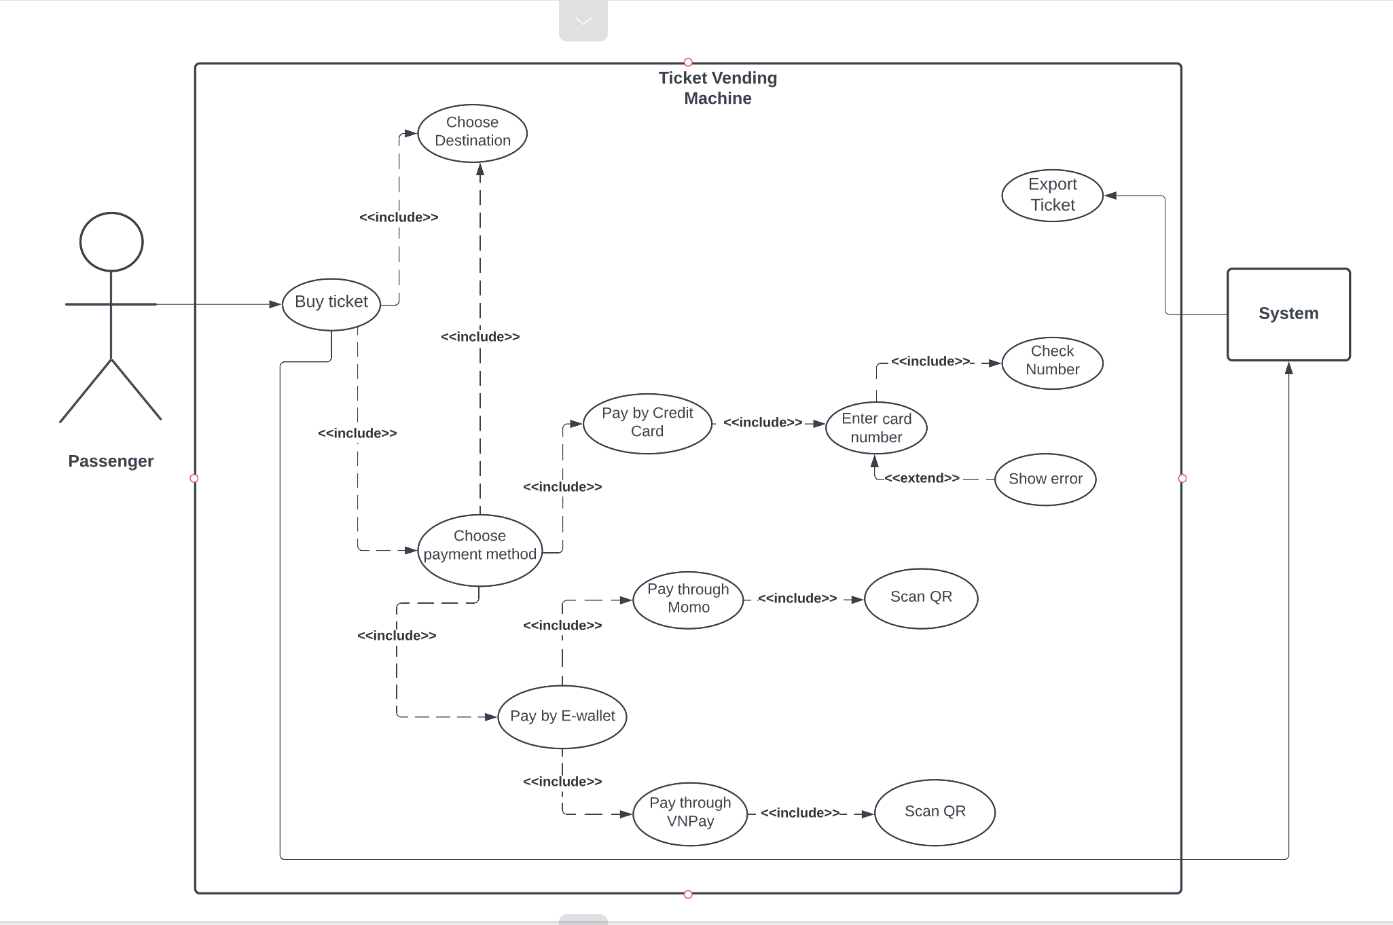 Ticket Vending
Machine
Choose
Destination
Export
Ticket
<<include>>
Buy ticket
System
<<include>>
Check
Number
<<include>>
Pay by Credit
Card
<<include>>
Enter card
number
<<include>>
Passenger
<<extend>>
Show error
<<include>>
Choose
payment method
Pay through
Momo
<<include>>
Scan QR
<<include>>
<<include>>
Pay by E-wallet
<<include>>
Pay through
VNPay
<<include>>
Scan QR